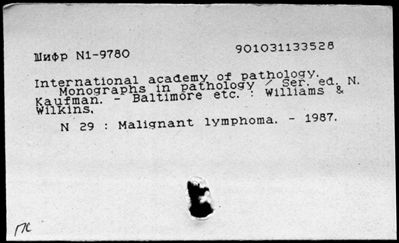 Шифр N1-9780
901031133528
International academy of pathology.
Monographs in pathology / Ser. ed. N.
Kaufman. - Baltimore etc. : Williams &
Wilkins,
N 29 : Malignant lymphoma. - 1987.